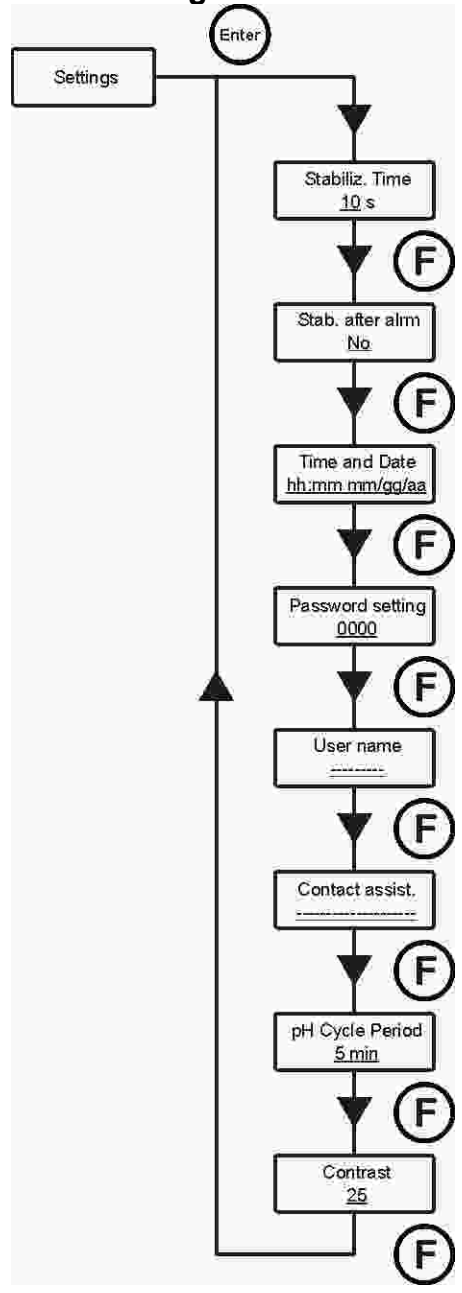 Enter
Settings
Stabiliz. Time
10 s
F
Stab. after alrm
No
F
Time and Date
hh:mm mm/gg/aa
F
Password setting
0000
F
User name
---------
F
Contact assist.
--------------------
F
pH Cycle Period
5 min
F
Contrast
25
F